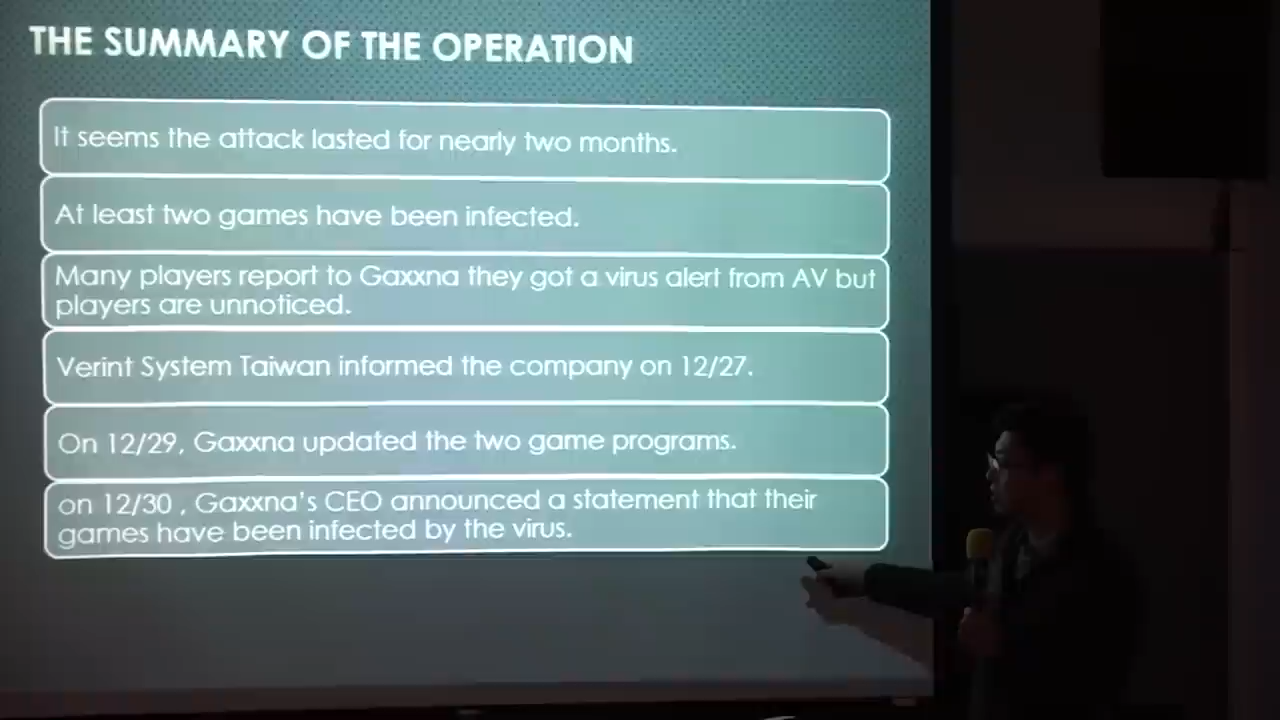 THE SUMMARY OF THE OPERATION
It seems the attack lasted for nearly two months.
At least two games have been infected.
Many players report to Gaxxna they got a virus alert from AV but
players are unnoticed.
Verint System Taiwan informed the company on 12/27.
On 12/29, Gaxxna updated the two game programs.
on 12/30 , Gaxxna's CEO announced a statement that their
games have been infected by the virus.